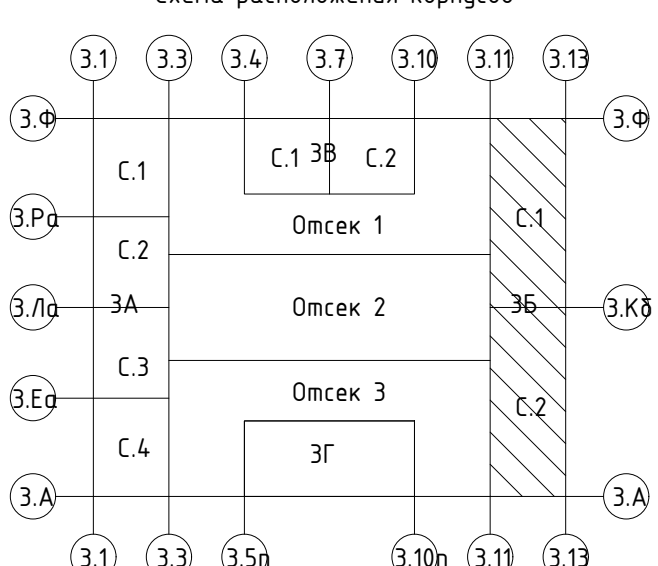 Схема расположения корпусов
3.1 3.3 3.4 3.7 3.10 3.11 3.13
3.Ф 3.Ф
С.1 С.1 3В С.2
3.Ра Отсек 1 С.1
С.2
3.Ла 3А Отсек 2 3Б 3.Кб
С.3
3.Еа Отсек 3 С.2
С.4 3Г
3.А 3.А
3.1 3.3 3.5п 3.10п 3.11 3.13